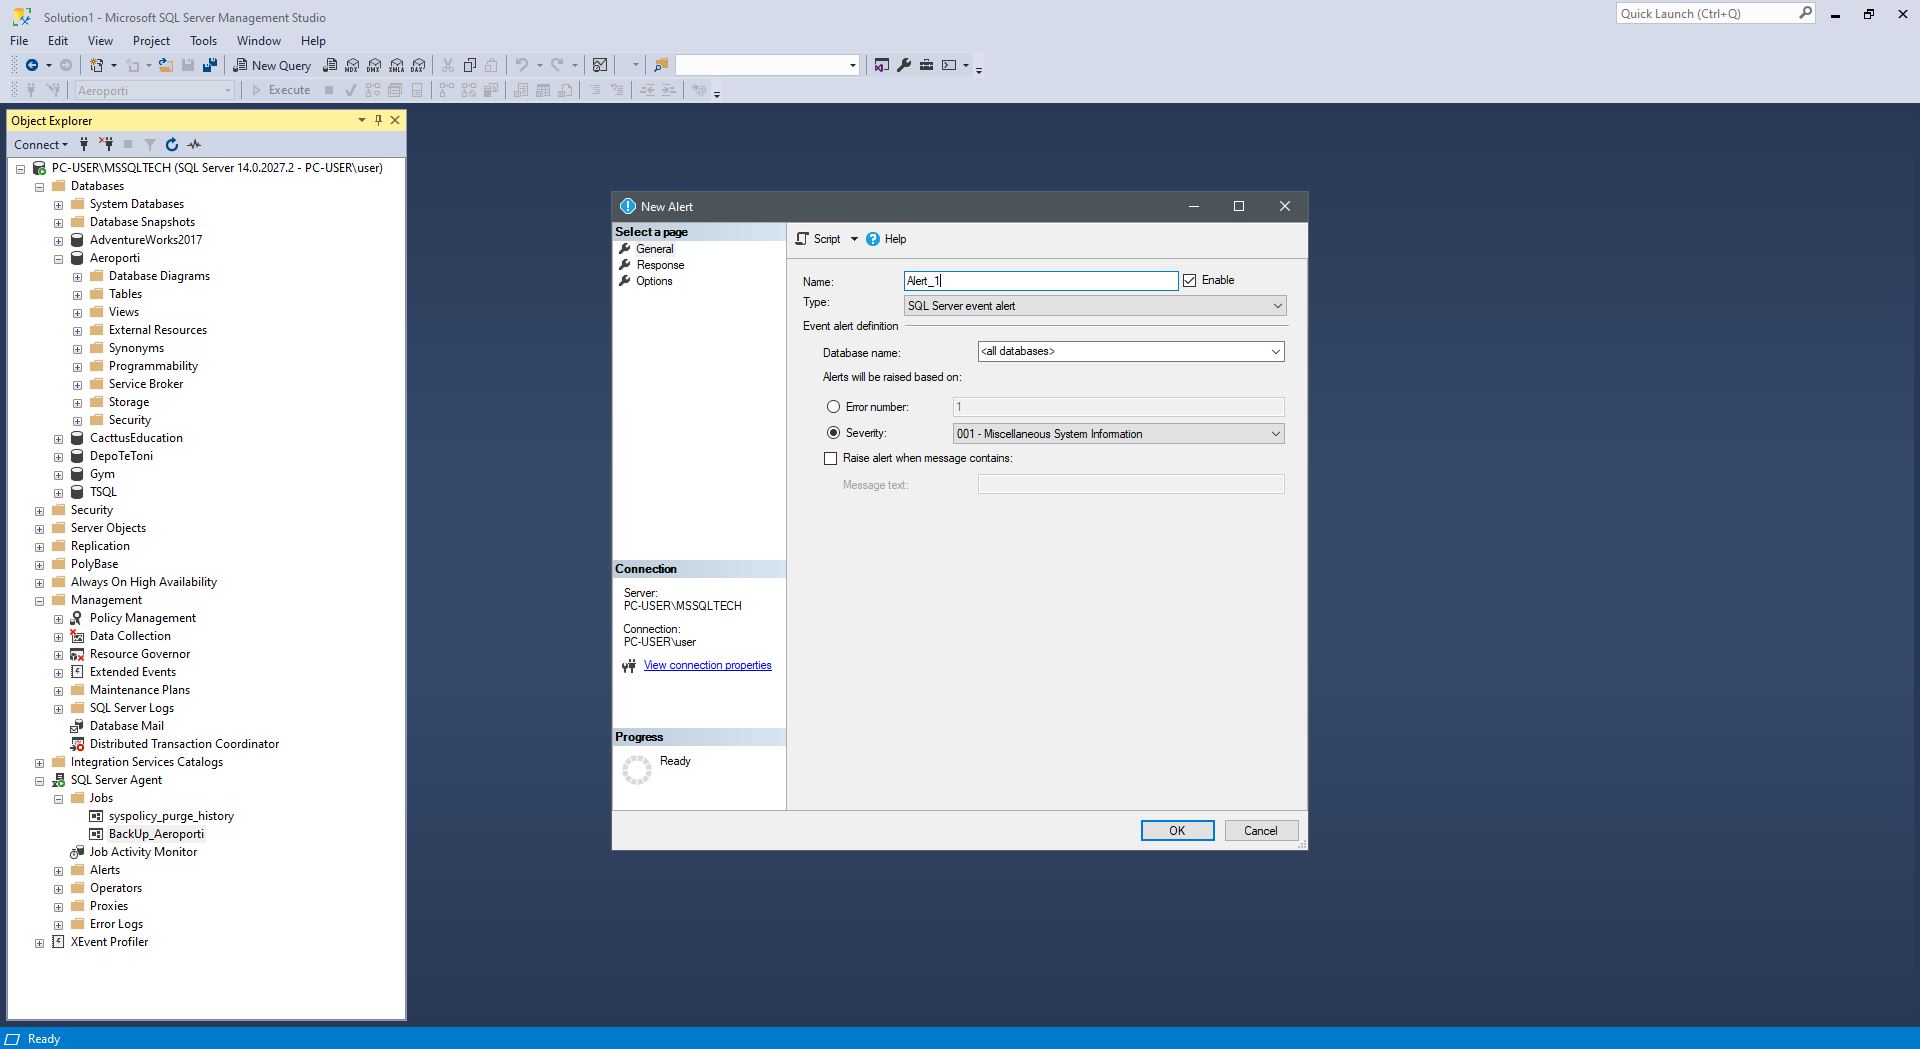 Solution1 - Microsoft SQL Server Management Studio
Quick Launch (Ctrl+Q)
File Edit View Project Tools Window Help
New Query MDX DMX XMLA DAX
Aeroporti Execute
Object Explorer
Connect
PC-USER\MSSQLTECH (SQL Server 14.0.2027.2 - PC-USER\user)
Databases
System Databases
Database Snapshots
AdventureWorks2017
Aeroporti
Database Diagrams
Tables
Views
External Resources
Synonyms
Programmability
Service Broker
Storage
Security
CacttusEducation
DepoTeToni
Gym
TSQL
Security
Server Objects
Replication
PolyBase
Always On High Availability
Management
Policy Management
Data Collection
Resource Governor
Extended Events
Maintenance Plans
SQL Server Logs
Database Mail
Distributed Transaction Coordinator
Integration Services Catalogs
SQL Server Agent
Jobs
syspolicy_purge_history
BackUp_Aeroporti
Job Activity Monitor
Alerts
Operators
Proxies
Error Logs
XEvent Profiler
New Alert
Select a page
General
Response
Options
Connection
Server:
PC-USER\MSSQLTECH
Connection:
PC-USER\user
View connection properties
Progress
Ready
Script Help
Name: Alert_1 Enable
Type: SQL Server event alert
Event alert definition
Database name: <all databases>
Alerts will be raised based on:
Error number: 1
Severity: 001 - Miscellaneous System Information
Raise alert when message contains:
Message text:
OK Cancel
Ready